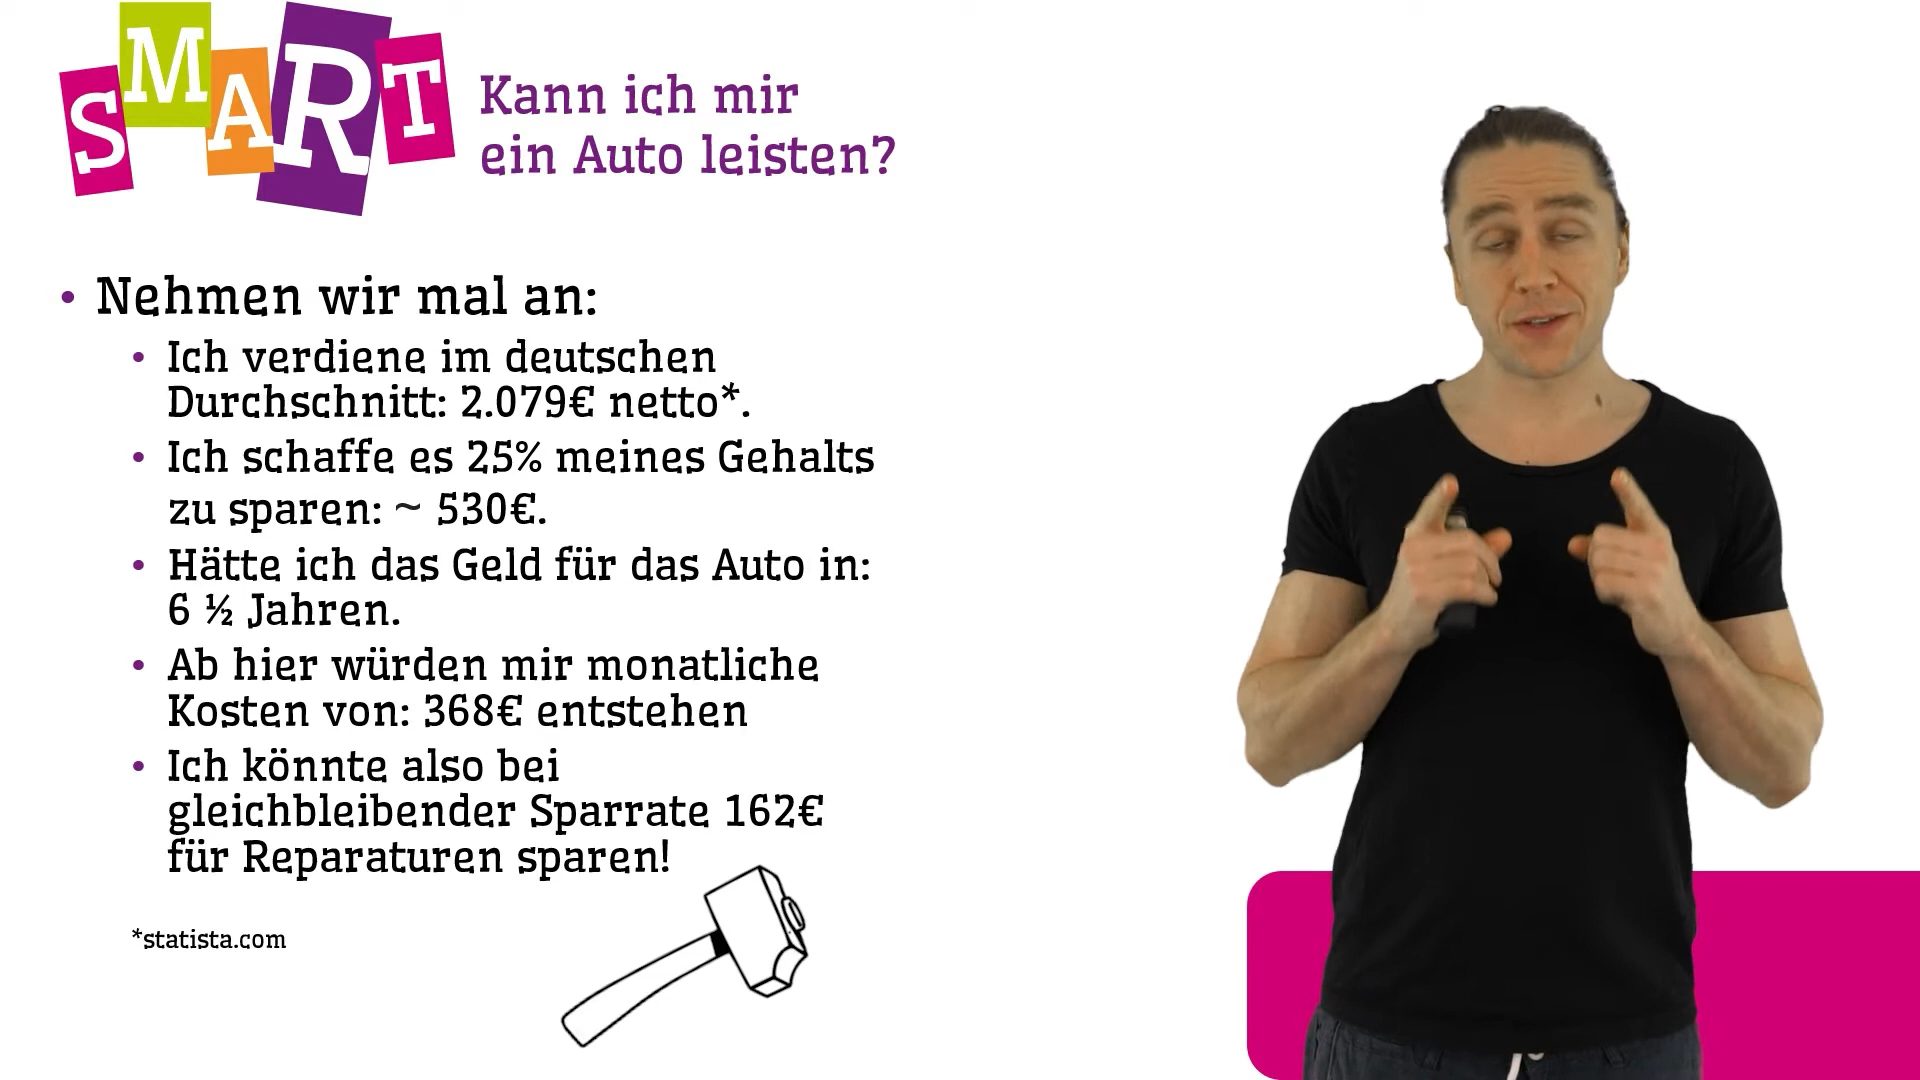 SMART
Kann ich mir
ein Auto leisten?
• Nehmen wir mal an:
• Ich verdiene im deutschen
Durchschnitt: 2.079€ netto*.
• Ich schaffe es 25% meines Gehalts
zu sparen: ~ 530€.
• Hätte ich das Geld für das Auto in:
6 ½ Jahren.
• Ab hier würden mir monatliche
Kosten von: 368€ entstehen
• Ich könnte also bei
gleichbleibender Sparrate 162€
für Reparaturen sparen!
*statista.com